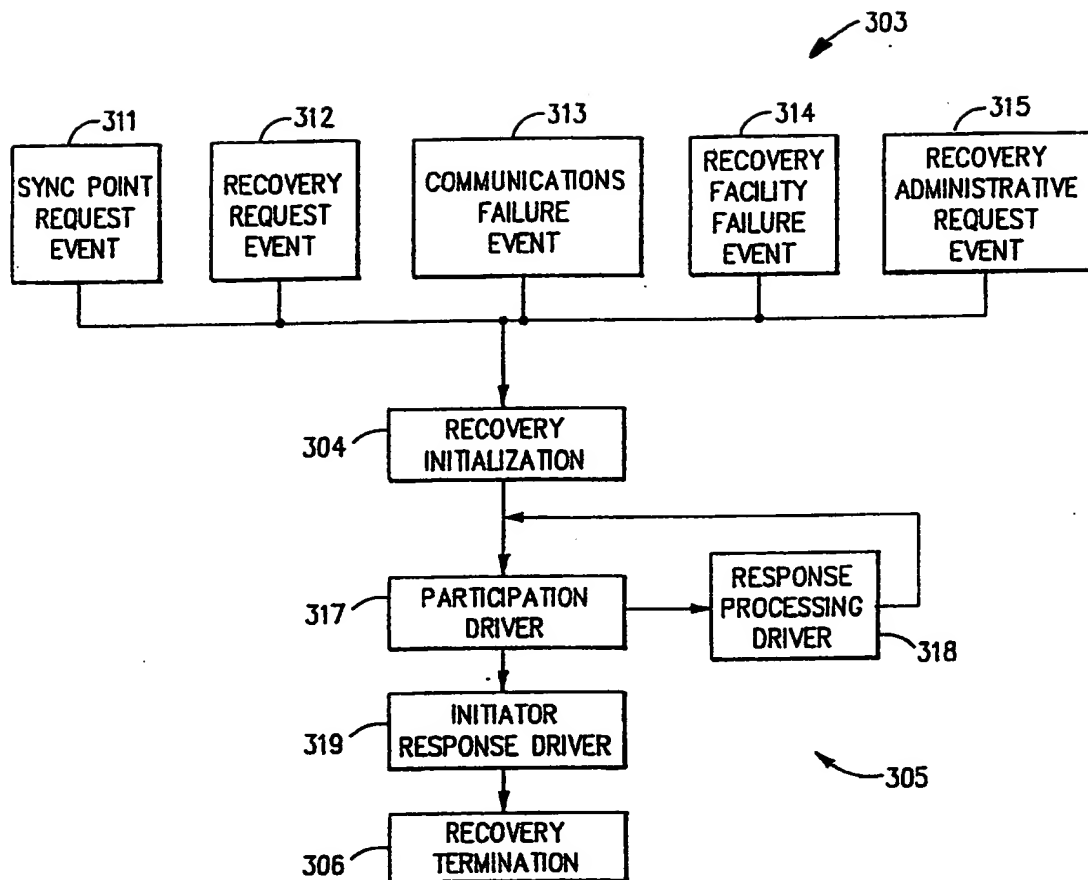 303
311
312
313
314
315
SYNC POINT
REQUEST
EVENT
RECOVERY
REQUEST
EVENT
COMMUNICATIONS
FAILURE
EVENT
RECOVERY
FACILITY
FAILURE
EVENT
RECOVERY
ADMINISTRATIVE
REQUEST
EVENT
304
RECOVERY
INITIALIZATION
317
PARTICIPATION
DRIVER
RESPONSE
PROCESSING
DRIVER
318
319
INITIATOR
RESPONSE DRIVER
305
306
RECOVERY
TERMINATION